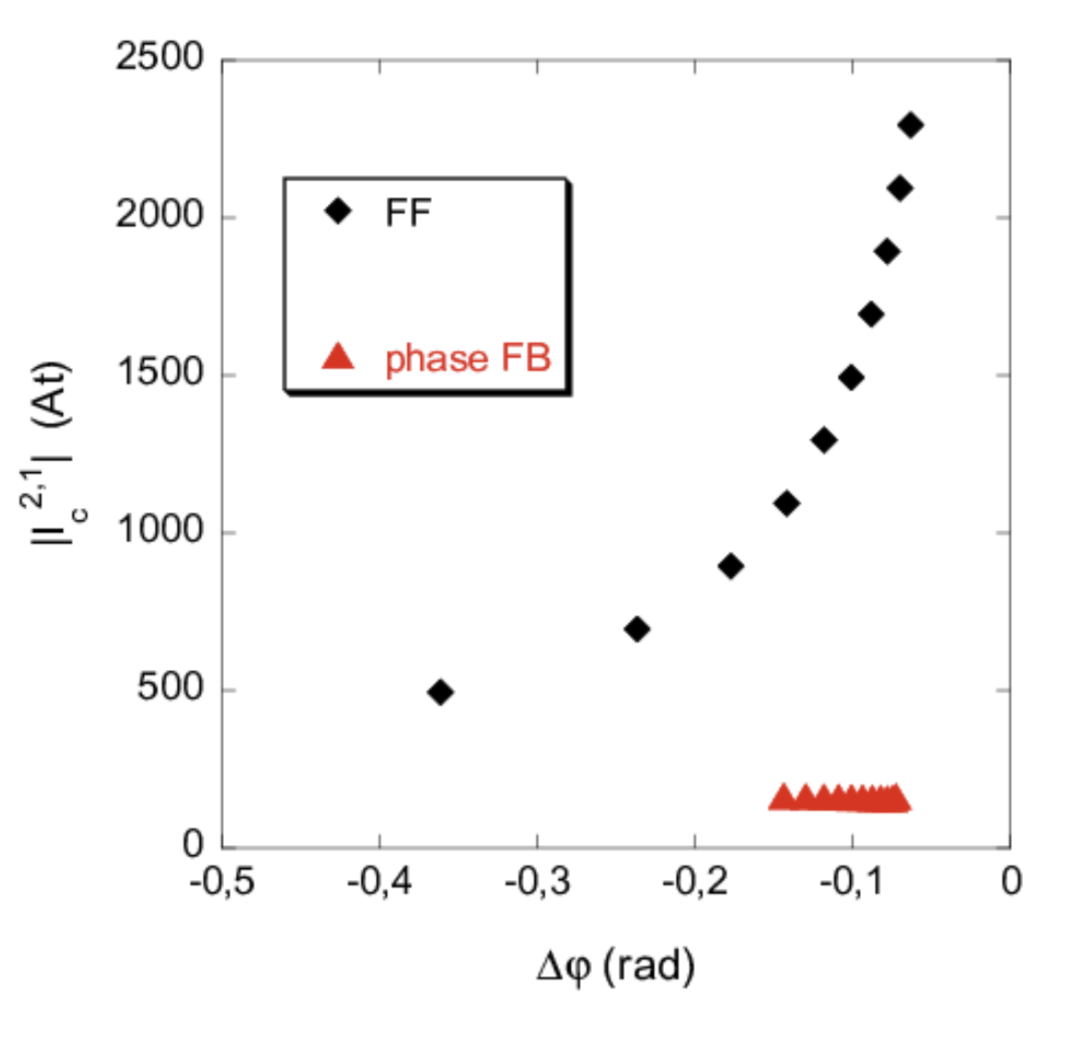 2500
2000
1500
1000
500
0
|I_c^{2,1}| (At)
FF
phase FB
-0,5 -0,4 -0,3 -0,2 -0,1 0
Δφ (rad)